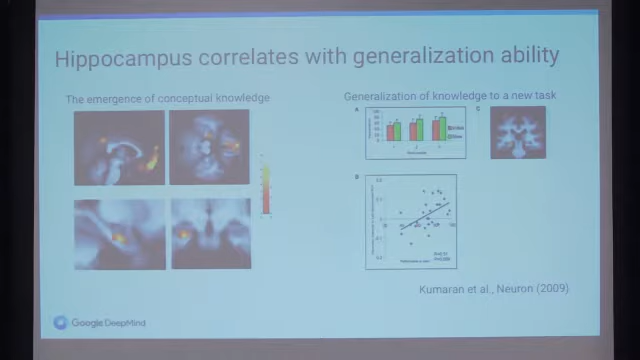 Hippocampus correlates with generalization ability
The emergence of conceptual knowledge
Generalization of knowledge to a new task
A
C
B
Kumaran et al., Neuron (2009)
Google DeepMind